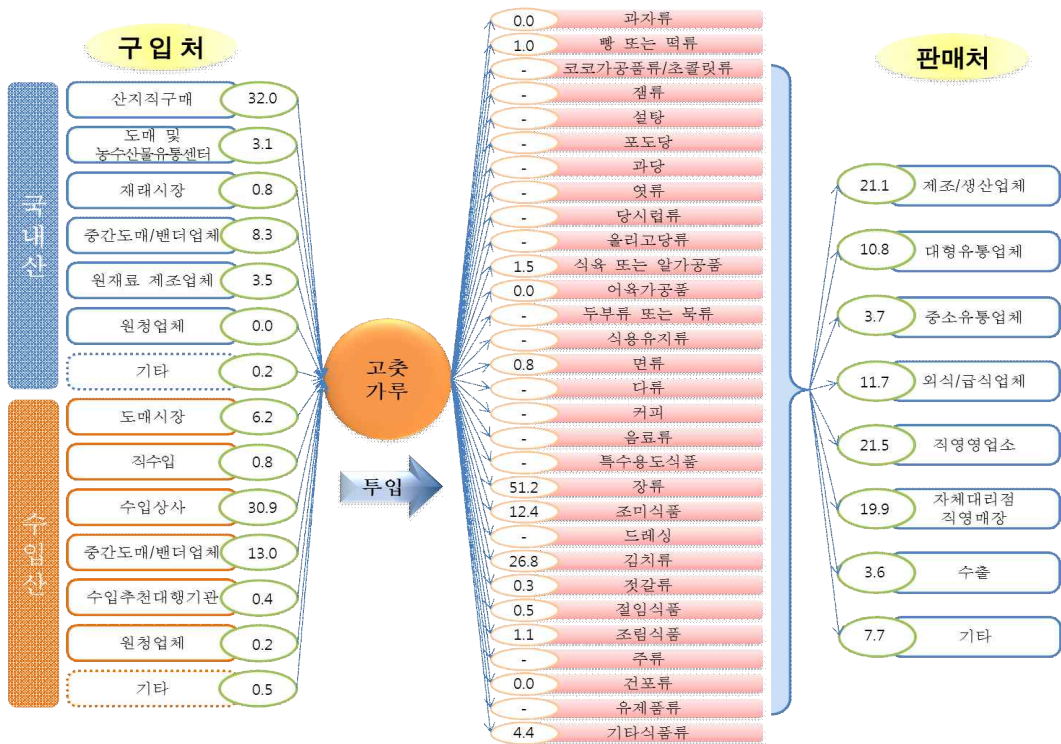 구입처
국내산
산지직구매 32.0
도매 및
농수산물유통센터 3.1
재래시장 0.8
중간도매/밴더업체 8.3
원재료 제조업체 3.5
원청업체 0.0
기타 0.2
수입산
도매시장 6.2
직수입 0.8
수입상사 30.9
중간도매/밴더업체 13.0
수입추천대행기관 0.4
원청업체 0.2
기타 0.5
고춧
가루
투입
0.0 과자류
1.0 빵 또는 떡류
- 코코가공품류/초콜릿류
- 잼류
- 설탕
- 포도당
- 과당
- 엿류
- 당시럽류
- 올리고당류
1.5 식육 또는 알가공품
0.0 어육가공품
- 두부류 또는 묵류
- 식용유지류
0.8 면류
- 다류
- 커피
- 음료류
- 특수용도식품
51.2 장류
12.4 조미식품
- 드레싱
26.8 김치류
0.3 젓갈류
0.5 절임식품
1.1 조림식품
- 주류
0.0 건포류
- 유제품류
4.4 기타식품류
판매처
21.1 제조/생산업체
10.8 대형유통업체
3.7 중소유통업체
11.7 외식/급식업체
21.5 직영영업소
19.9 자체대리점
직영매장
3.6 수출
7.7 기타